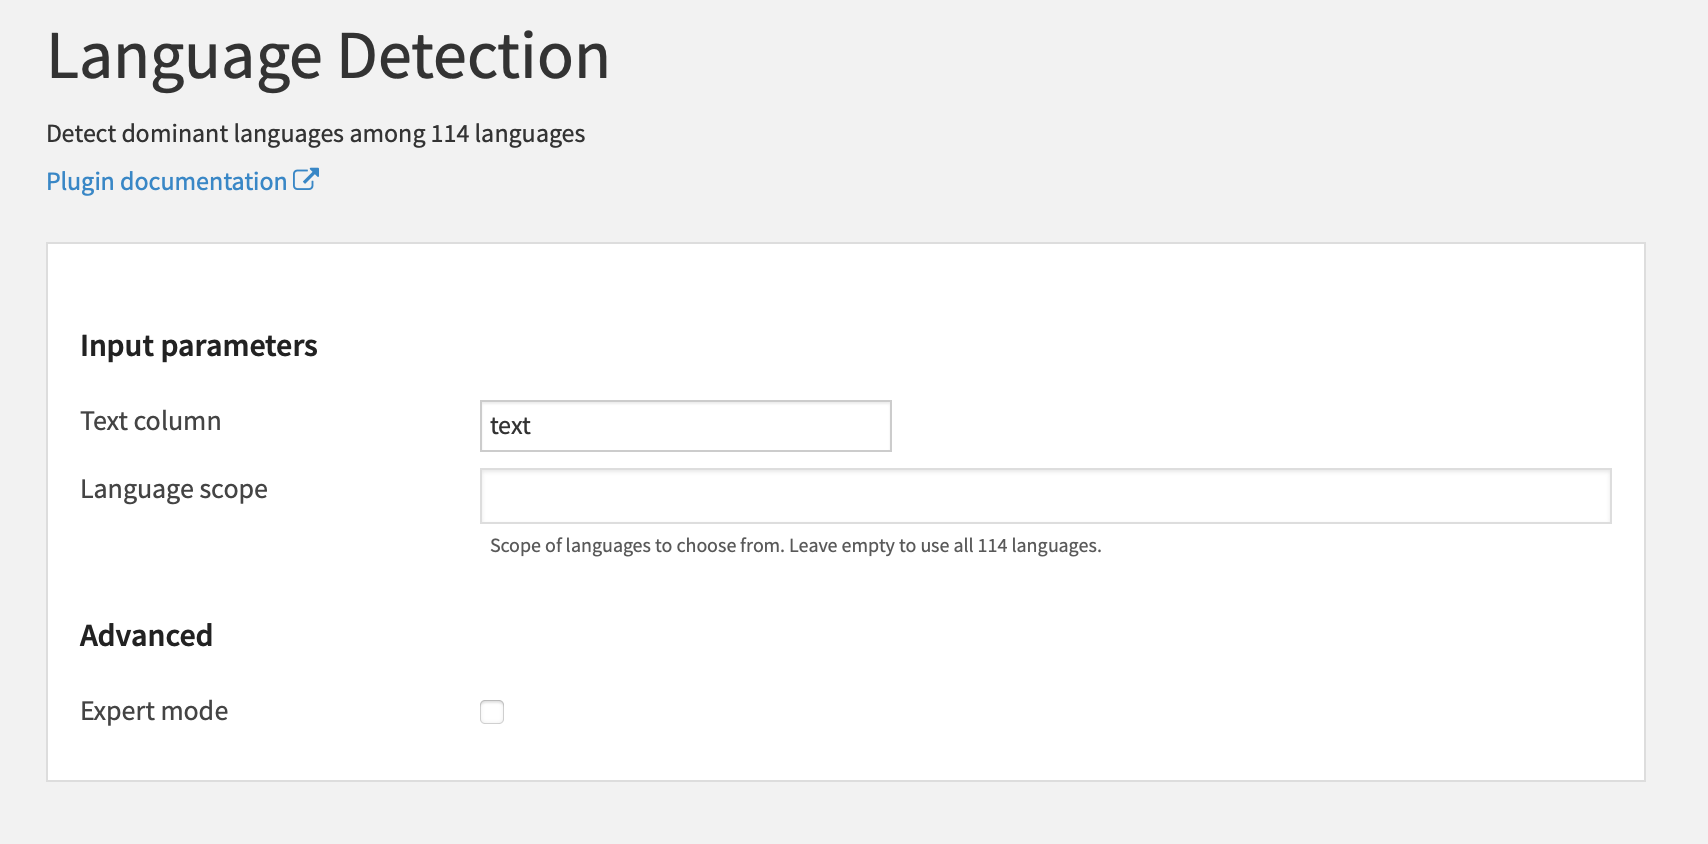 Language Detection
Detect dominant languages among 114 languages
Plugin documentation
Input parameters
Text column
text
Language scope
Scope of languages to choose from. Leave empty to use all 114 languages.
Advanced
Expert mode